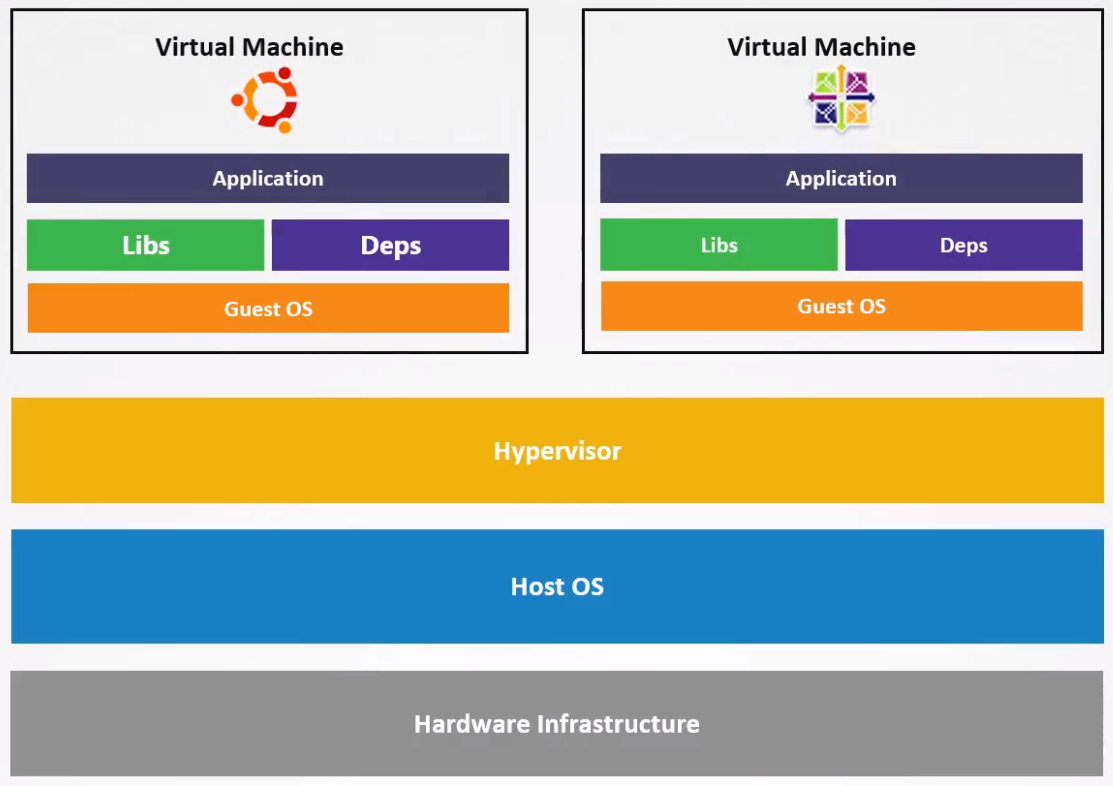 Virtual Machine
Virtual Machine
Application
Application
Libs
Deps
Libs
Deps
Guest OS
Guest OS
Hypervisor
Host OS
Hardware Infrastructure